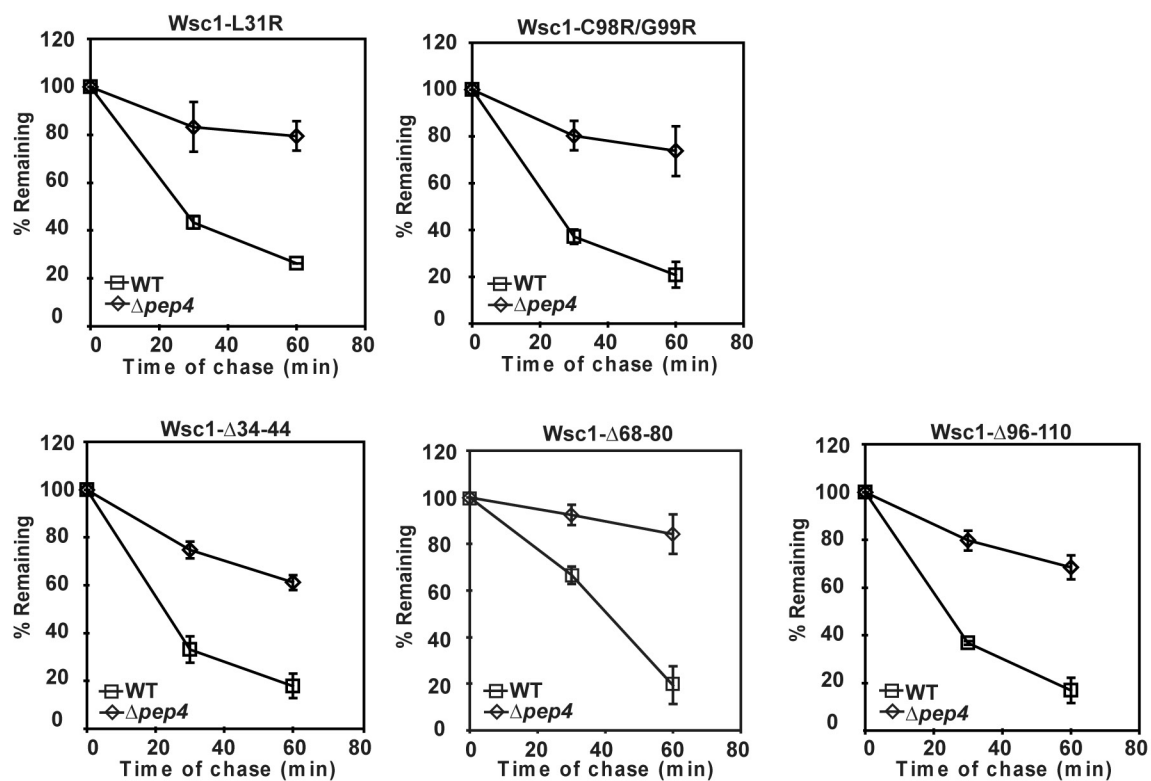 Wsc1-L31R
120
100
80
60
40
20
0
% Remaining
WT
Δpep4
0 20 40 60 80
Time of chase (min)
Wsc1-C98R/G99R
120
100
80
60
40
20
0
% Remaining
WT
Δpep4
0 20 40 60 80
Time of chase (min)
Wsc1-Δ34-44
120
100
80
60
40
20
0
% Remaining
WT
Δpep4
0 20 40 60 80
Time of chase (min)
Wsc1-Δ68-80
120
100
80
60
40
20
0
% Remaining
WT
Δpep4
0 20 40 60 80
Time of chase (min)
Wsc1-Δ96-110
120
100
80
60
40
20
0
% Remaining
WT
Δpep4
0 20 40 60 80
Time of chase (min)